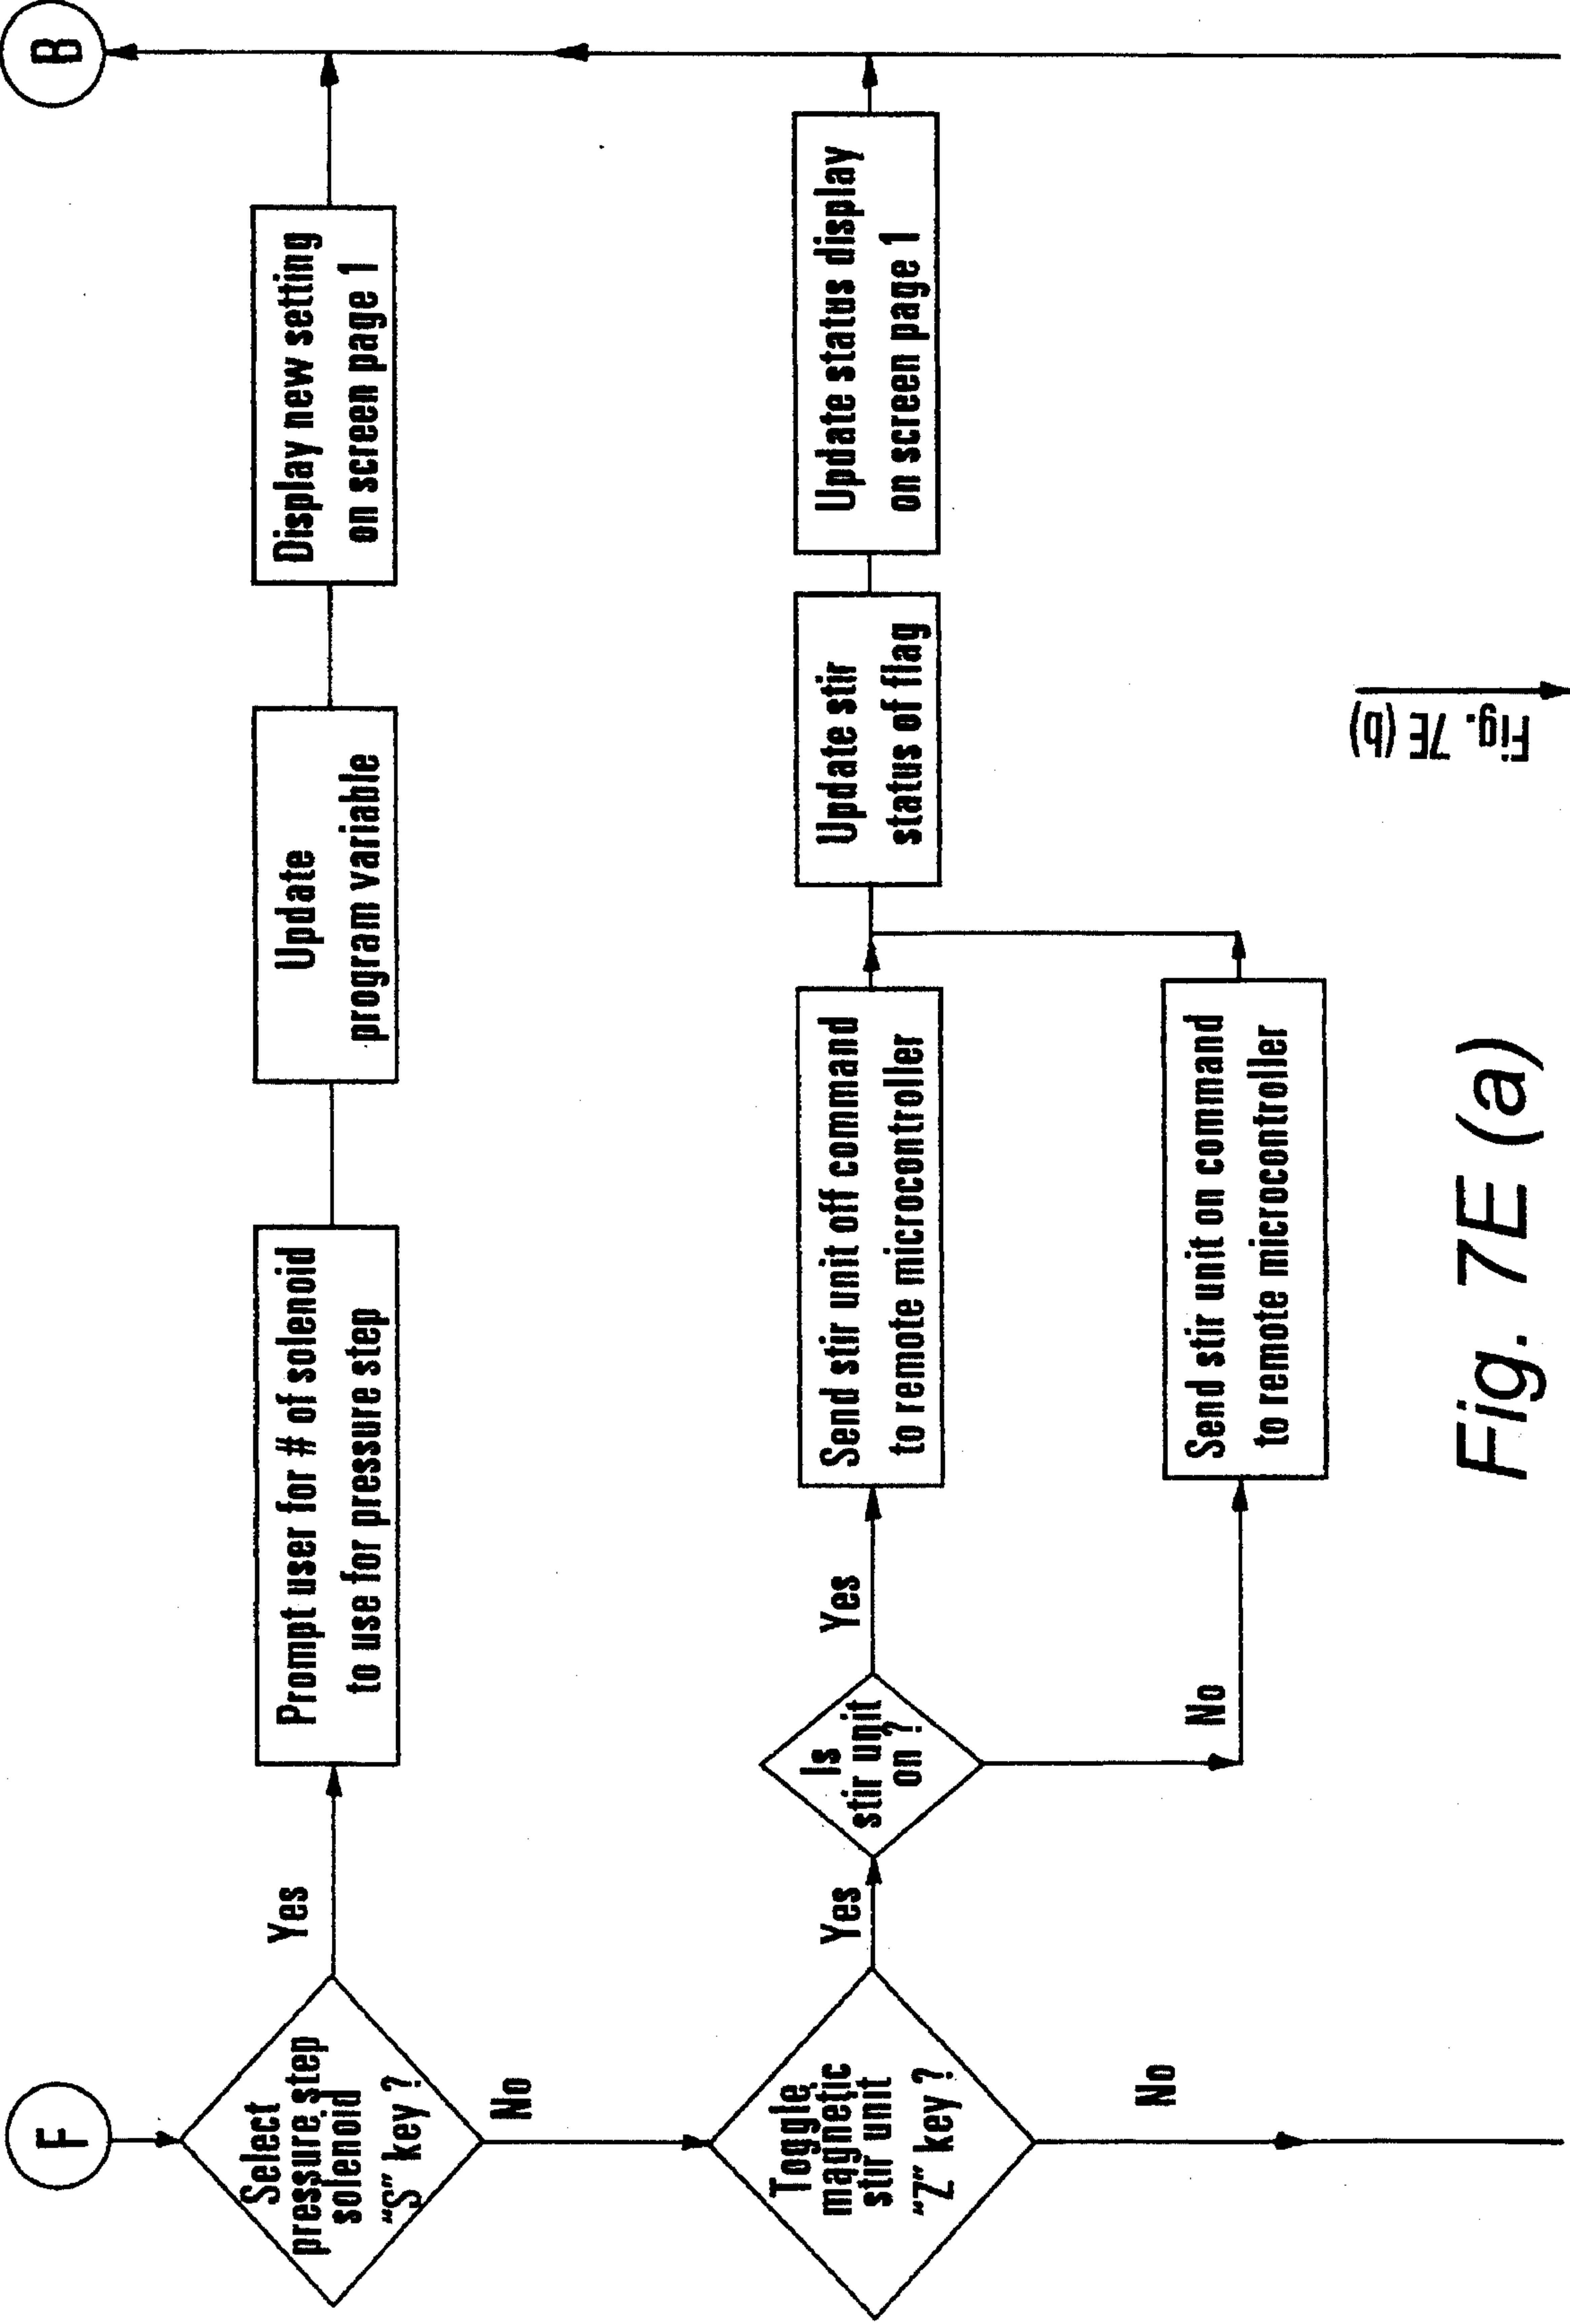 F
Select
pressure step
solenoid
"S" key ?
Yes
Prompt user for # of solenoid
to use for pressure step
Update
program variable
Display new setting
on screen page 1
B
No
Toggle
magnetic
stir unit
"Z" key ?
Yes
Is
stir unit
on ?
Yes
Send stir unit off command
to remote microcontroller
Update stir
status of flag
Update status display
on screen page 1
No
Send stir unit on command
to remote microcontroller
No
Fig. 7E (b)
Fig. 7E (a)